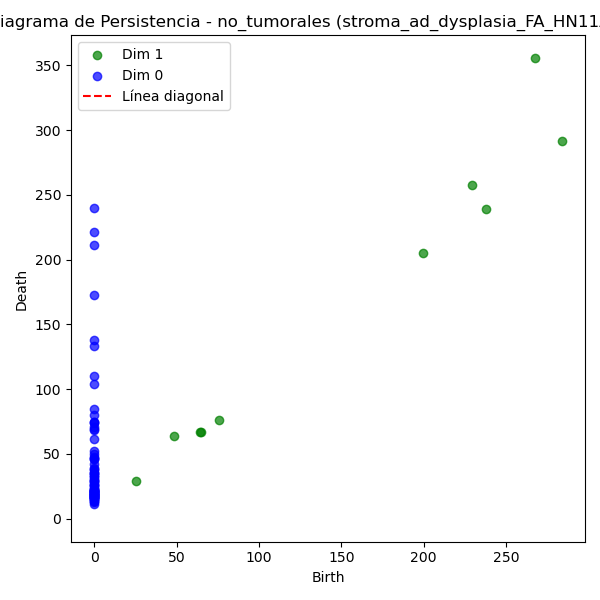 iagrama de Persistencia - no_tumorales (stroma_ad_dysplasia_FA_HN11
Dim 1
Dim 0
Línea diagonal
350
300
250
200
150
100
50
0
Death
0
50
100
150
200
250
Birth